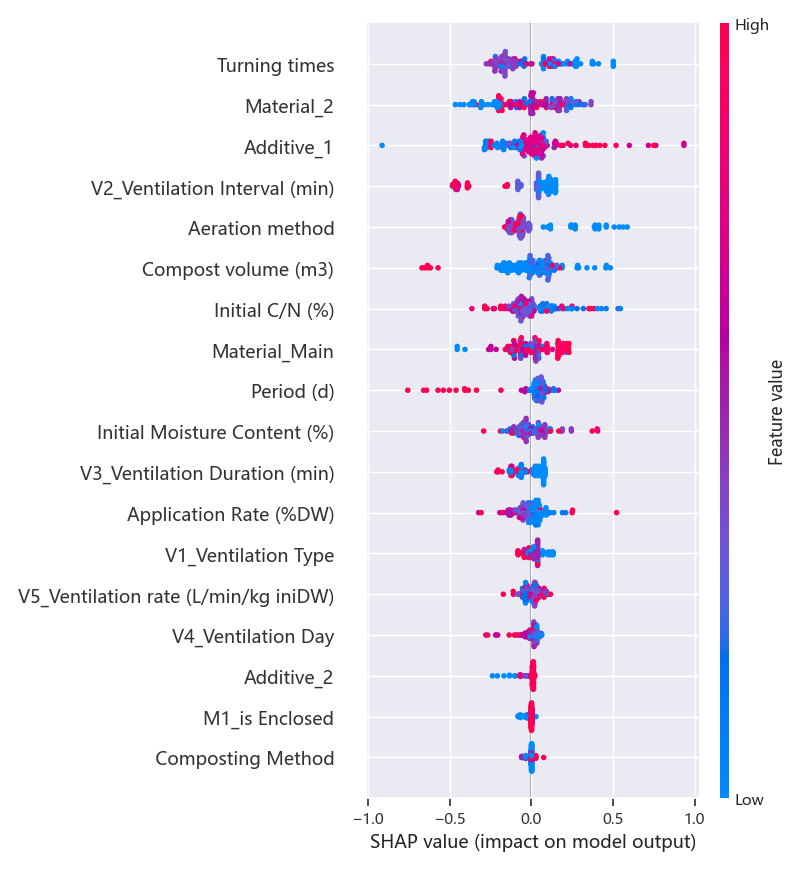 High
Turning times
Material_2
Additive_1
V2_Ventilation Interval (min)
Aeration method
Compost volume (m3)
Initial C/N (%)
Material_Main
Period (d)
Initial Moisture Content (%)
V3_Ventilation Duration (min)
Application Rate (%DW)
V1_Ventilation Type
V5_Ventilation rate (L/min/kg iniDW)
V4_Ventilation Day
Additive_2
M1_is Enclosed
Composting Method
Feature value
Low
−1.0 −0.5 0.0 0.5 1.0
SHAP value (impact on model output)